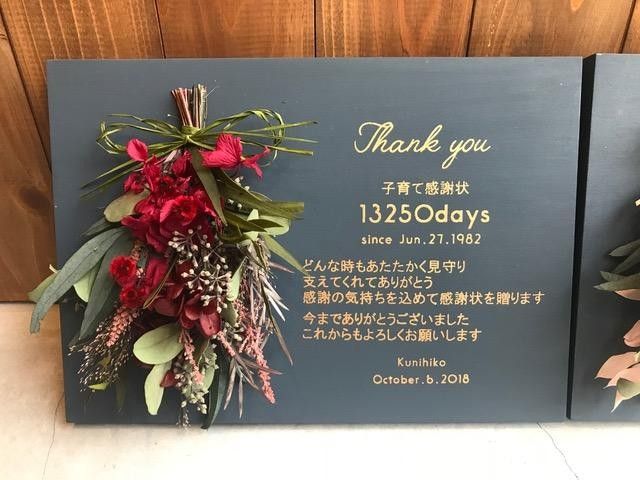 Thank you
子育て感謝状
13250days
since Jun.27.1982
どんな時もあたたかく見守り
支えてくれてありがとう
感謝の気持ちを込めて感謝状を贈ります
今までありがとうございました
これからもよろしくお願いします
Kunihiko
October.6.2018